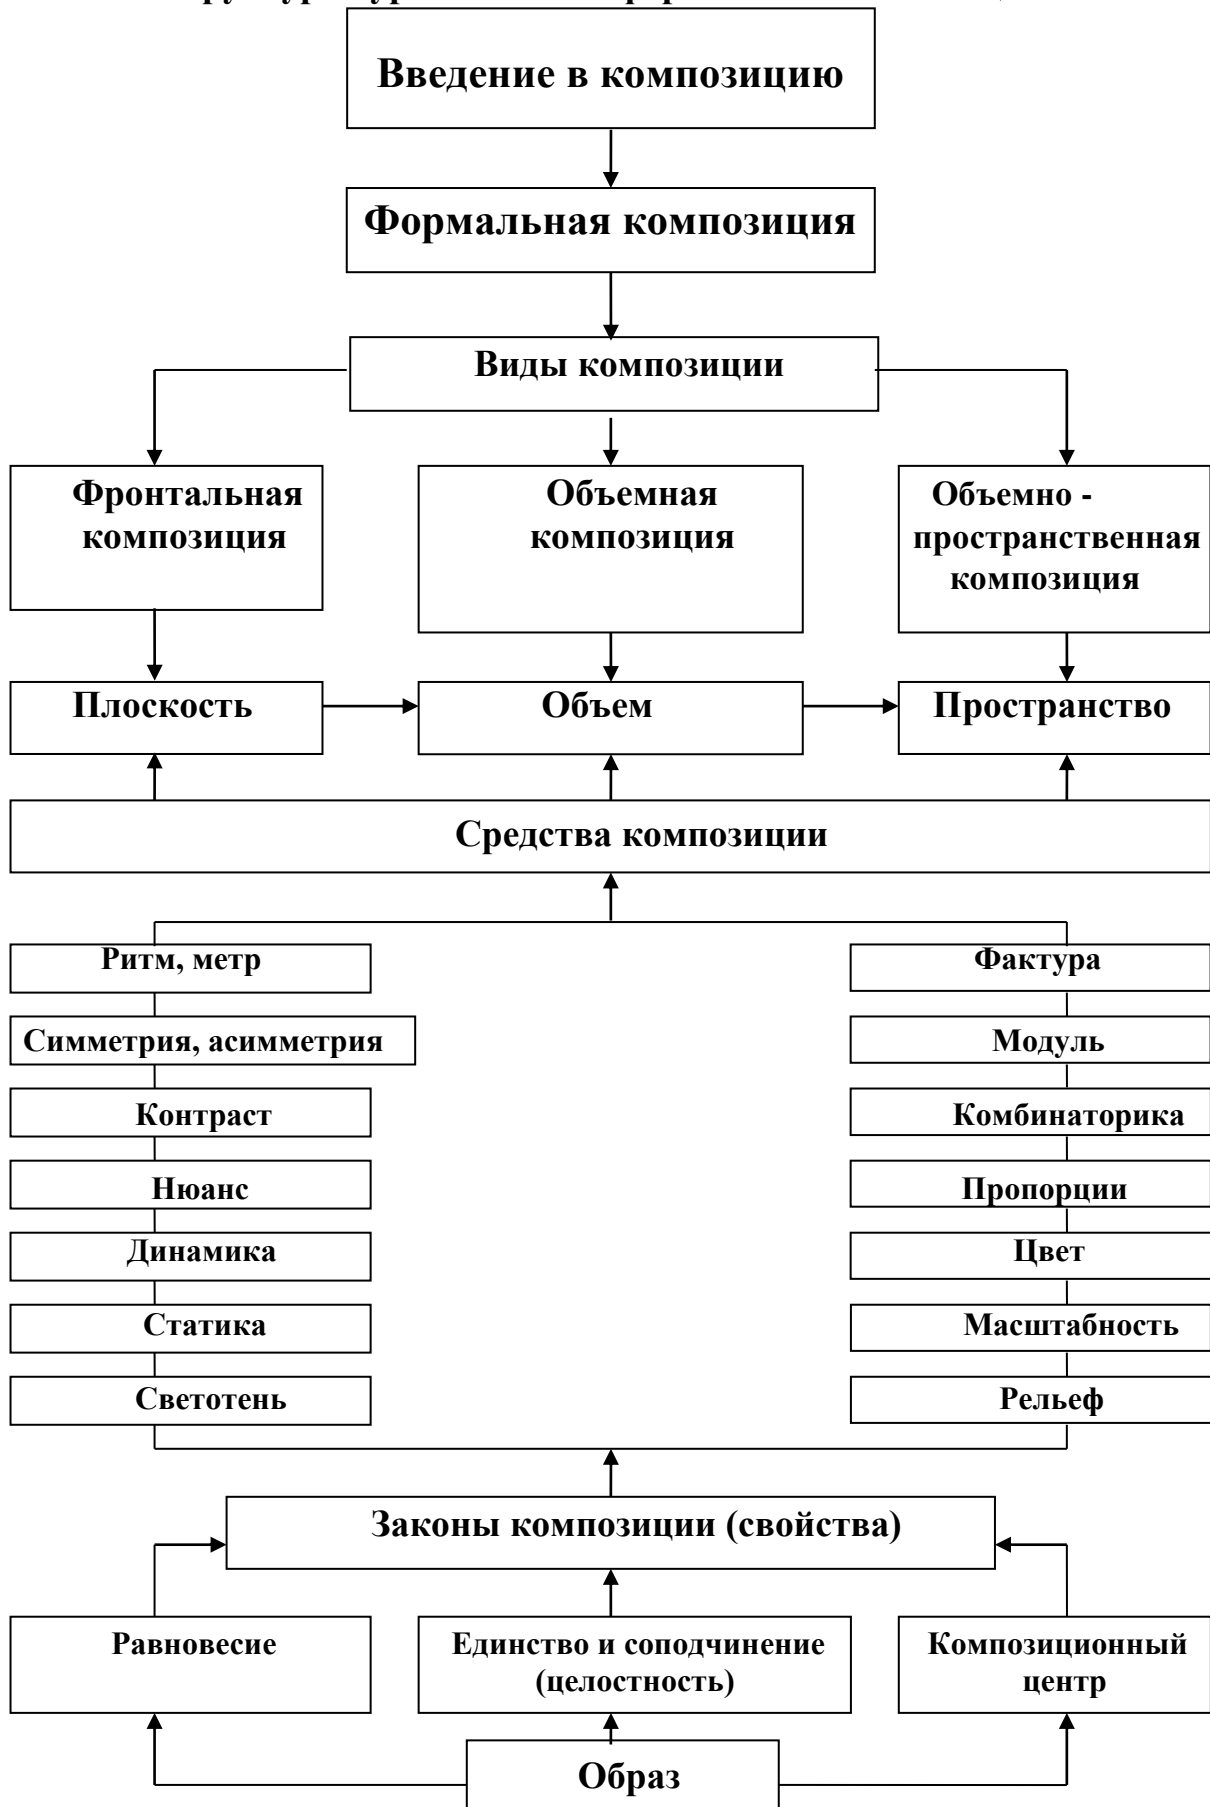 Введение в композицию
Формальная композиция
Виды композиции
Фронтальная
композиция
Объемная
композиция
Объемно -
пространственная
композиция
Плоскость
Объем
Пространство
Средства композиции
Ритм, метр
Фактура
Симметрия, асимметрия
Модуль
Контраст
Комбинаторика
Нюанс
Пропорции
Динамика
Цвет
Статика
Масштабность
Светотень
Рельеф
Законы композиции (свойства)
Равновесие
Единство и соподчинение
(целостность)
Композиционный
центр
Образ